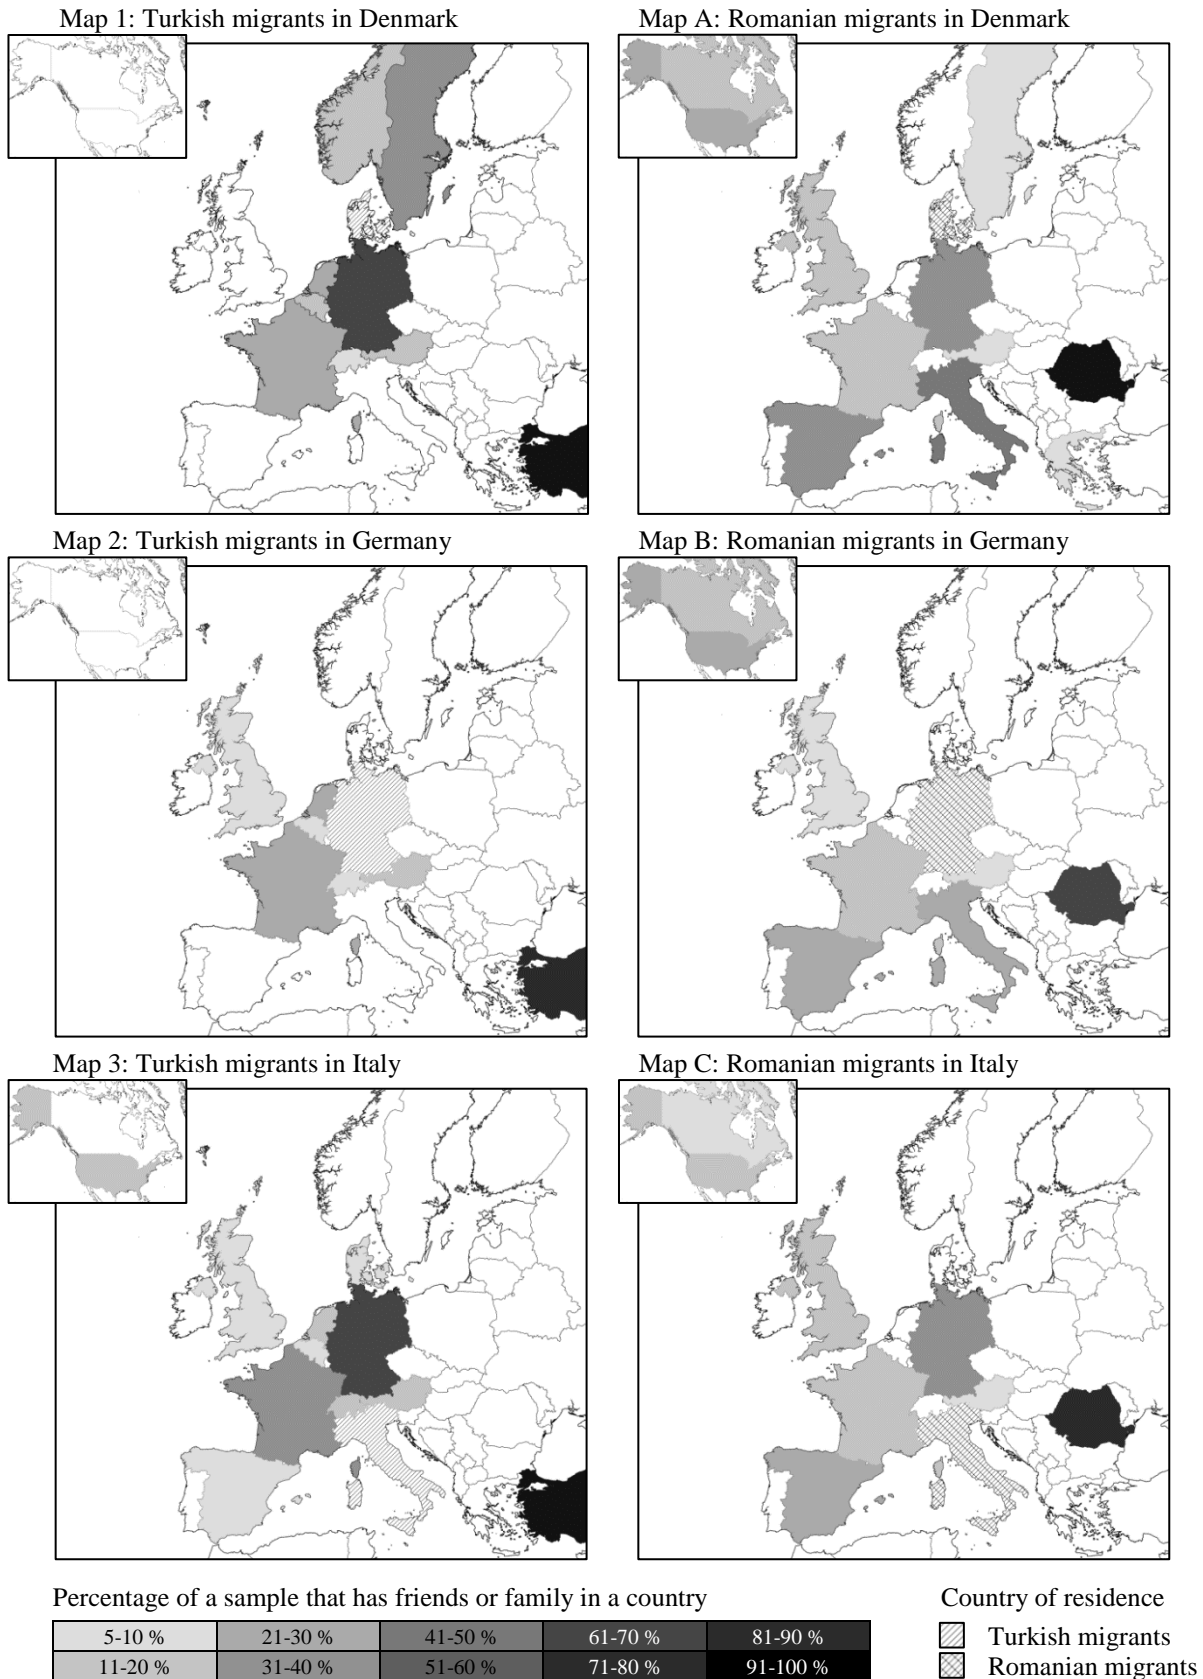 Map 1: Turkish migrants in Denmark
Map A: Romanian migrants in Denmark
Map 2: Turkish migrants in Germany
Map B: Romanian migrants in Germany
Map 3: Turkish migrants in Italy
Map C: Romanian migrants in Italy
Percentage of a sample that has friends or family in a country
Country of residence
5-10 % 21-30 % 41-50 % 61-70 % 81-90 %
Turkish migrants
11-20 % 31-40 % 51-60 % 71-80 % 91-100 %
Romanian migrants